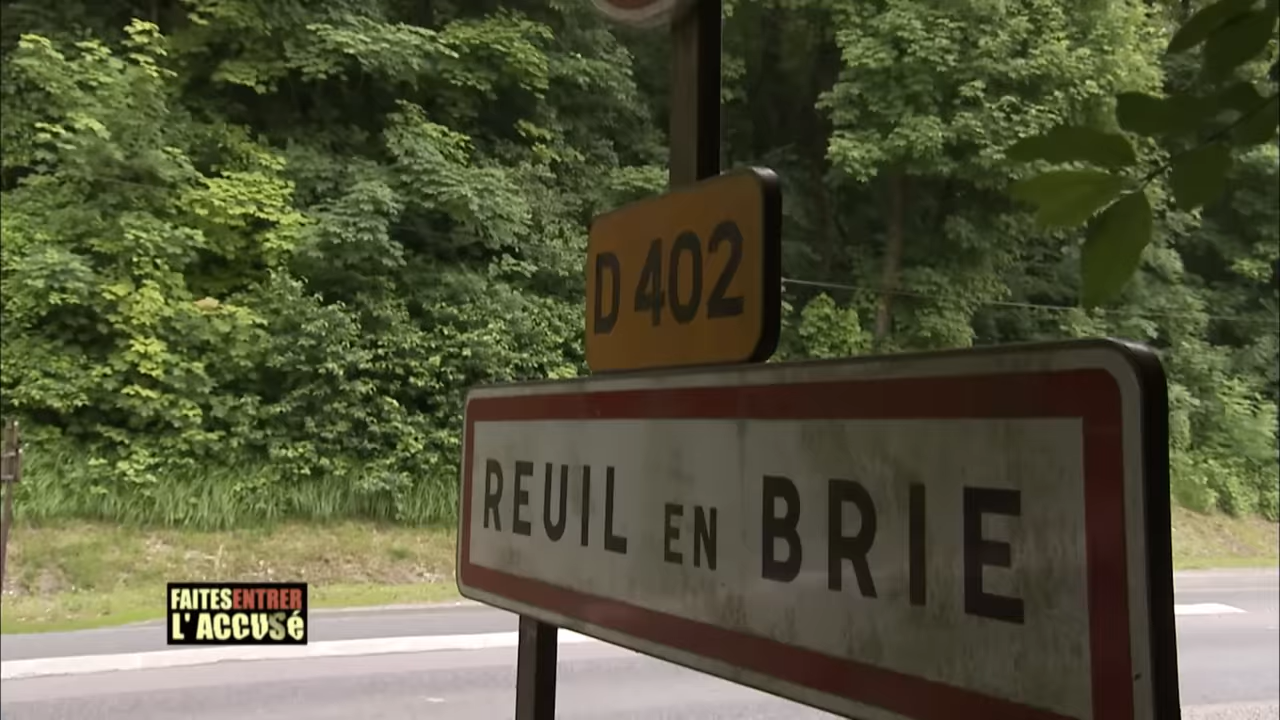 D 402
REUIL EN BRIE
FAITES ENTRER
L'ACCUSé